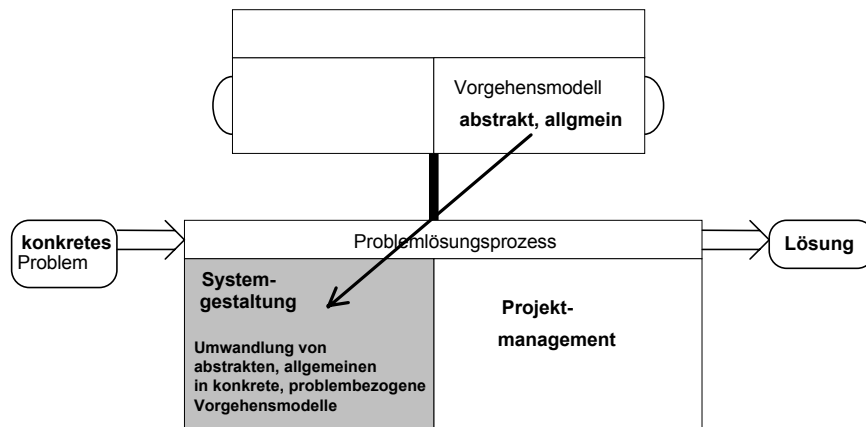 Vorgehensmodell
abstrakt, allgmein
konkretes
Problem
Problemlösungsprozess
Lösung
System-
gestaltung
Umwandlung von
abstrakten, allgemeinen
in konkrete, problembezogene
Vorgehensmodelle
Projekt-
management